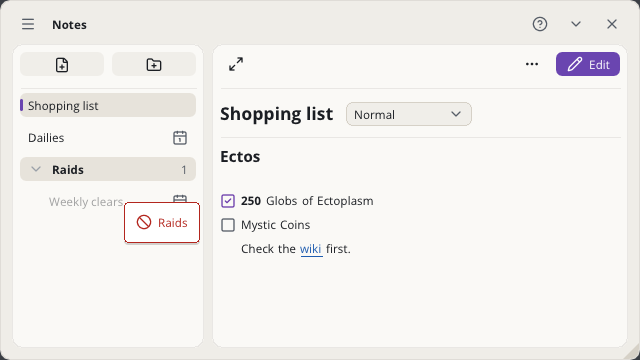 Notes
Edit
Shopping list
Dailies
Raids 1
Weekly clears
Raids
Shopping list Normal
Ectos
250 Globs of Ectoplasm
Mystic Coins
Check the wiki first.